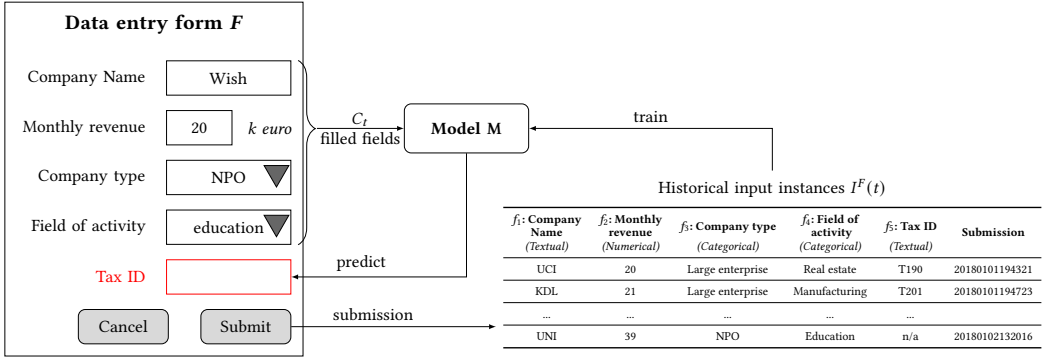 Data entry form F
Company Name
Wish
Monthly revenue
20
k euro
Company type
NPO
Field of activity
education
Tax ID
Cancel
Submit
C_t
filled fields
Model M
train
predict
submission
Historical input instances I^F(t)
f₁: Company Name (Textual)
f₂: Monthly revenue (Numerical)
f₃: Company type (Categorical)
f₄: Field of activity (Categorical)
f₅: Tax ID (Textual)
Submission
UCI 20 Large enterprise Real estate T190 20180101194321
KDL 21 Large enterprise Manufacturing T201 20180101194723
... ... ... ... ...
UNI 39 NPO Education n/a 20180102132016